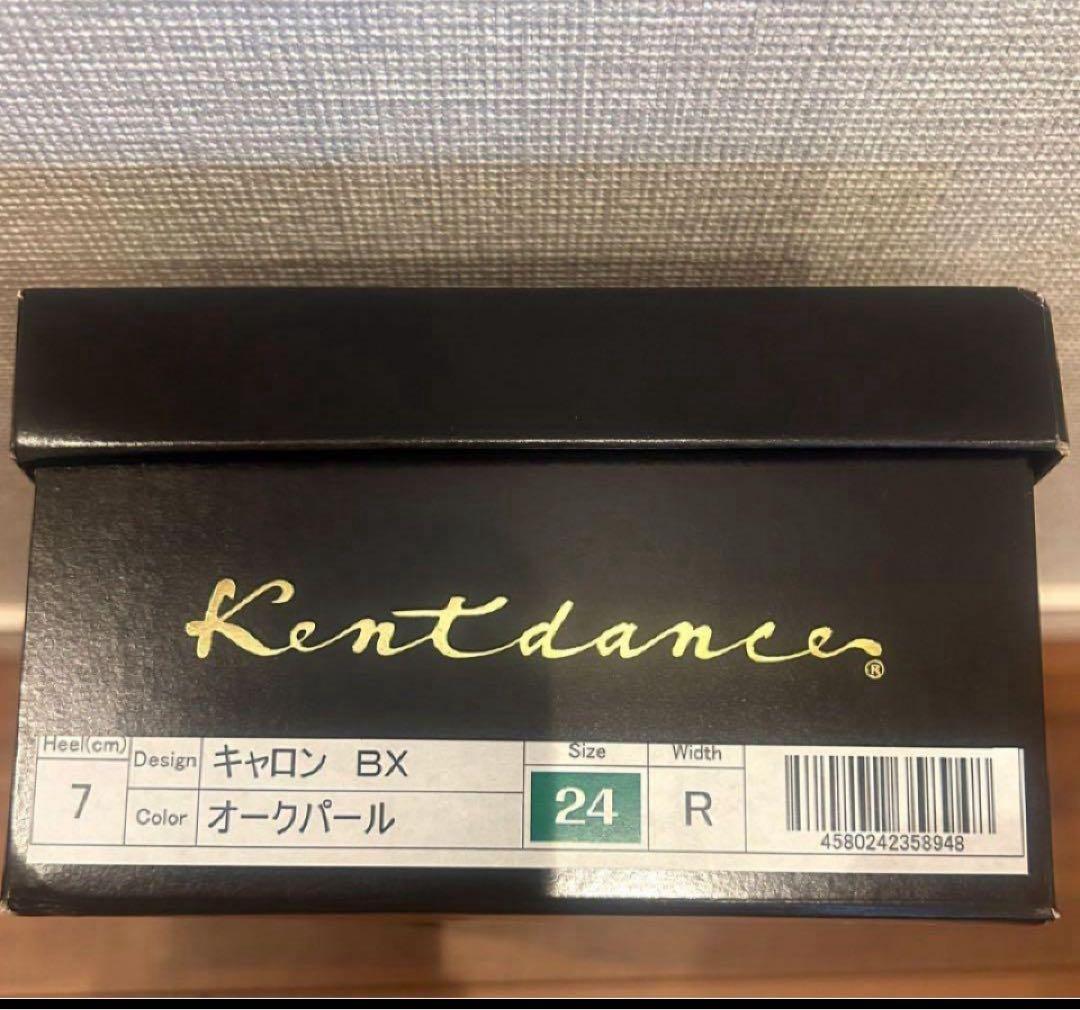 Kentdance®
Heel(cm) 7
Design キャロン BX
Color オークパール
Size 24
Width R
4580242358948